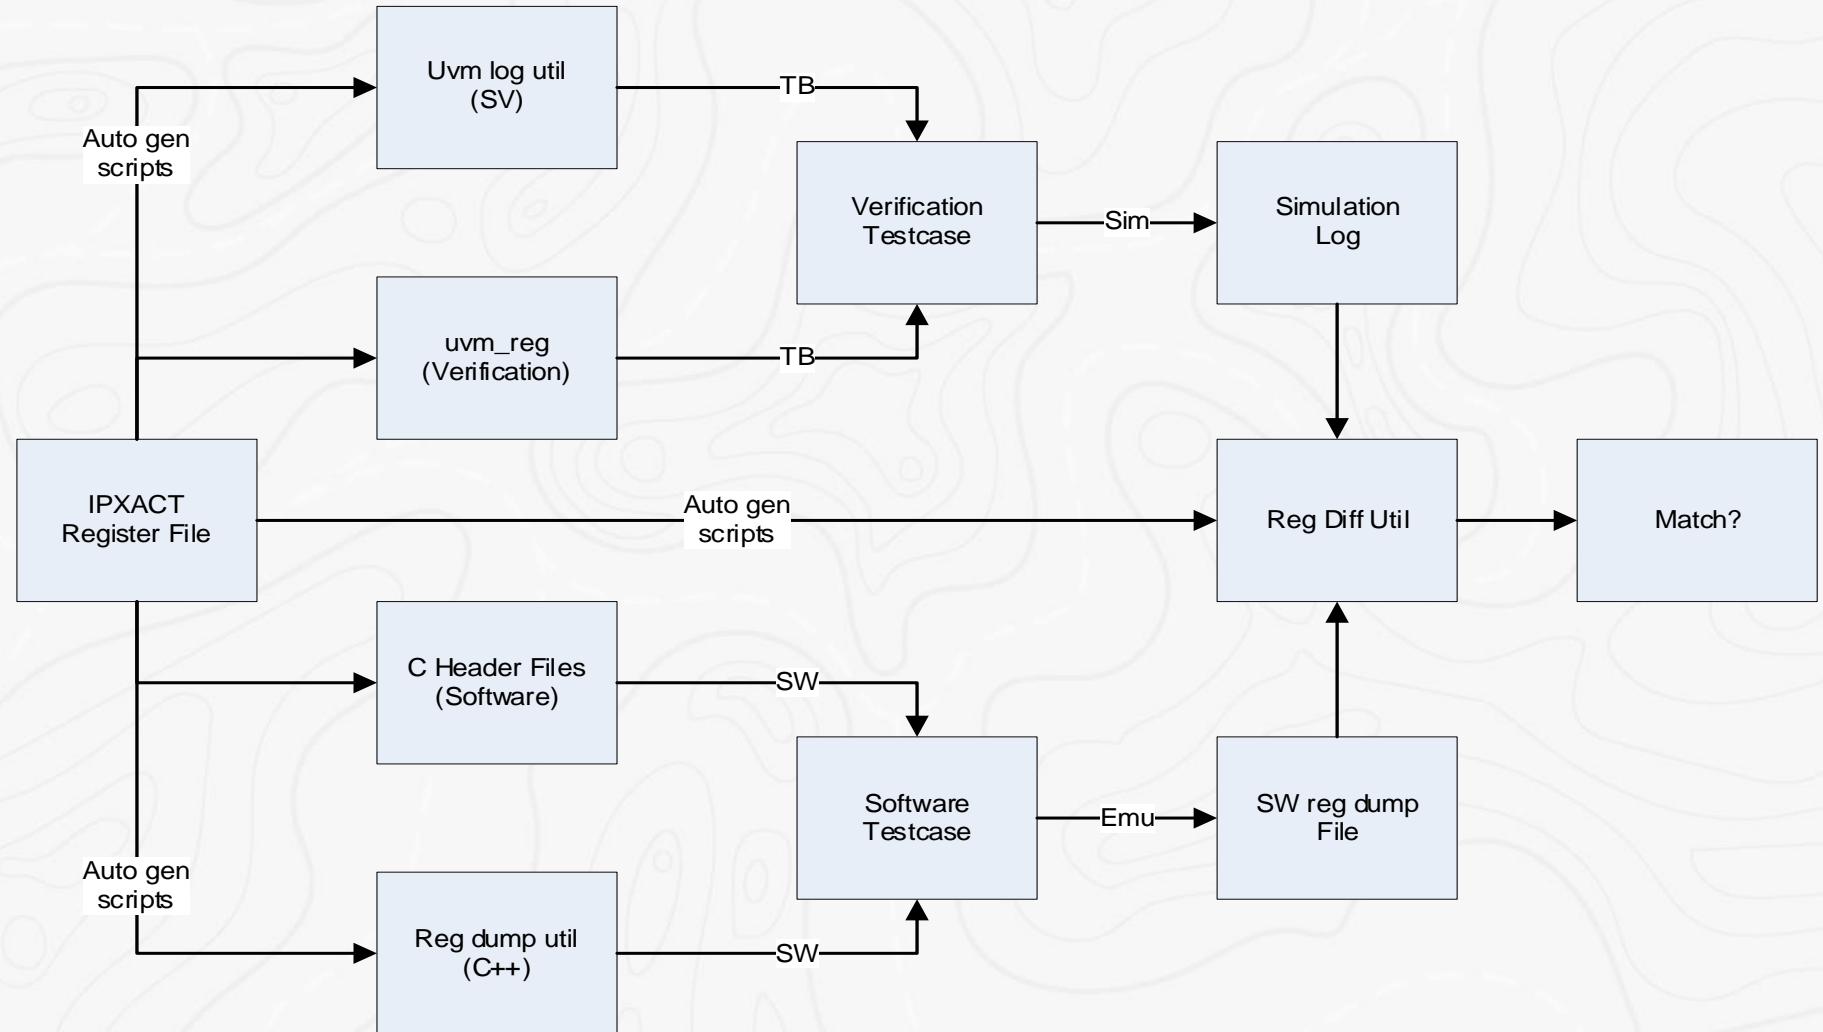 Uvm log util
(SV)
TB
Auto gen
scripts
Verification
Testcase
Sim
Simulation
Log
uvm_reg
(Verification)
TB
IPXACT
Register File
Auto gen
scripts
Reg Diff Util
Match?
C Header Files
(Software)
SW
Software
Testcase
Emu
SW reg dump
File
Auto gen
scripts
Reg dump util
(C++)
SW